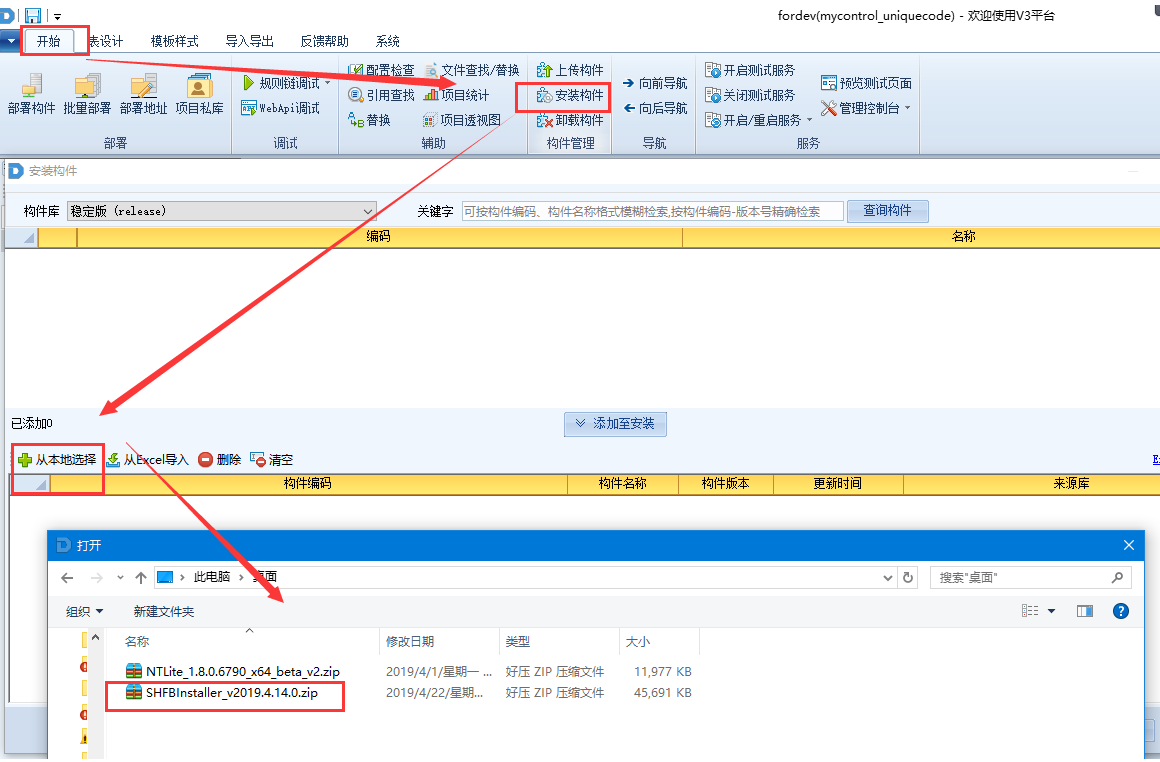 fordev(mycontrol_uniquecode) - 欢迎使用V3平台
开始 表设计 模板样式 导入导出 反馈帮助 系统
配置检查 文件查找/替换 上传构件 开启测试服务
规则链调试 向前导航 预览测试页面
引用查找 项目统计 安装构件 关闭测试服务
部署构件 批量部署 部署地址 项目私库 WebApi调试 向后导航 管理控制台
替换 项目透视图 卸载构件 开启/重启服务
部署 调试 辅助 构件管理 导航 服务
安装构件
构件库 稳定版 (release) 关键字 可按构件编码、构件名称格式模糊检索,按构件编码-版本号精确检索 查询构件
编码 名称
已添加0 添加至安装
从本地选择 从Excel导入 删除 清空
构件编码 构件名称 构件版本 更新时间 来源库
打开
此电脑 桌面 搜索"桌面"
组织 新建文件夹
名称 修改日期 类型 大小
NTLite_1.8.0.6790_x64_beta_v2.zip 2019/4/1/星期一 ... 好压 ZIP 压缩文件 11,977 KB
SHFBInstaller_v2019.4.14.0.zip 2019/4/22/星期... 好压 ZIP 压缩文件 45,691 KB